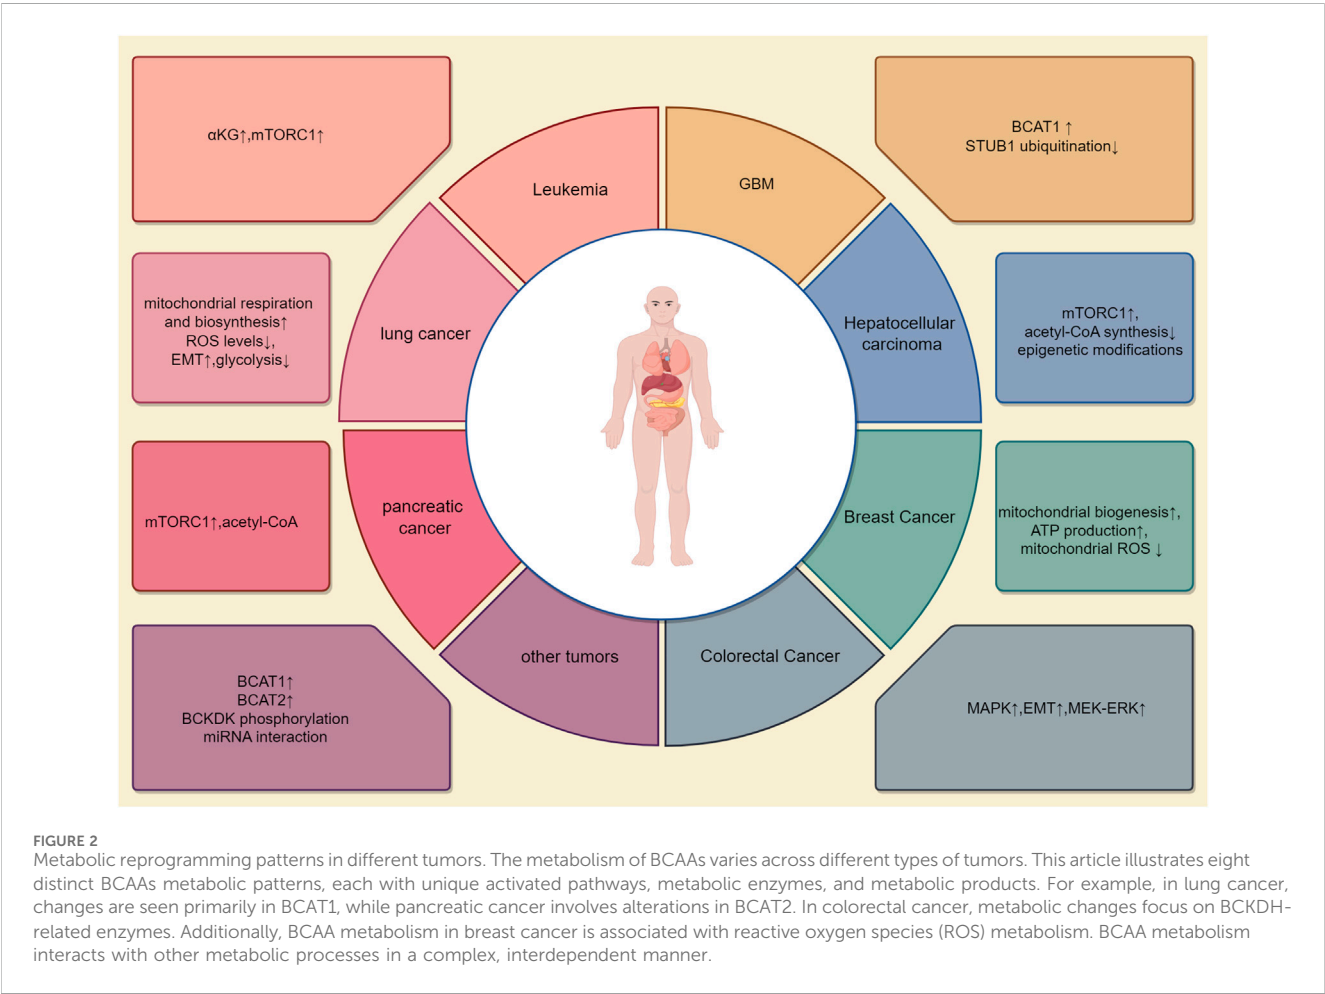 αKG↑,mTORC1↑
Leukemia
GBM
BCAT1 ↑
STUB1 ubiquitination↓
mitochondrial respiration
and biosynthesis↑
ROS levels↓,
EMT↑,glycolysis↓
lung cancer
Hepatocellular
carcinoma
mTORC1↑,
acetyl-CoA synthesis↓
epigenetic modifications
mTORC1↑,acetyl-CoA
pancreatic
cancer
Breast Cancer
mitochondrial biogenesis↑,
ATP production↑,
mitochondrial ROS ↓
BCAT1↑
BCAT2↑
BCKDK phosphorylation
miRNA interaction
other tumors
Colorectal Cancer
MAPK↑,EMT↑,MEK-ERK↑
FIGURE 2
Metabolic reprogramming patterns in different tumors. The metabolism of BCAAs varies across different types of tumors. This article illustrates eight
distinct BCAAs metabolic patterns, each with unique activated pathways, metabolic enzymes, and metabolic products. For example, in lung cancer,
changes are seen primarily in BCAT1, while pancreatic cancer involves alterations in BCAT2. In colorectal cancer, metabolic changes focus on BCKDH-
related enzymes. Additionally, BCAA metabolism in breast cancer is associated with reactive oxygen species (ROS) metabolism. BCAA metabolism
interacts with other metabolic processes in a complex, interdependent manner.